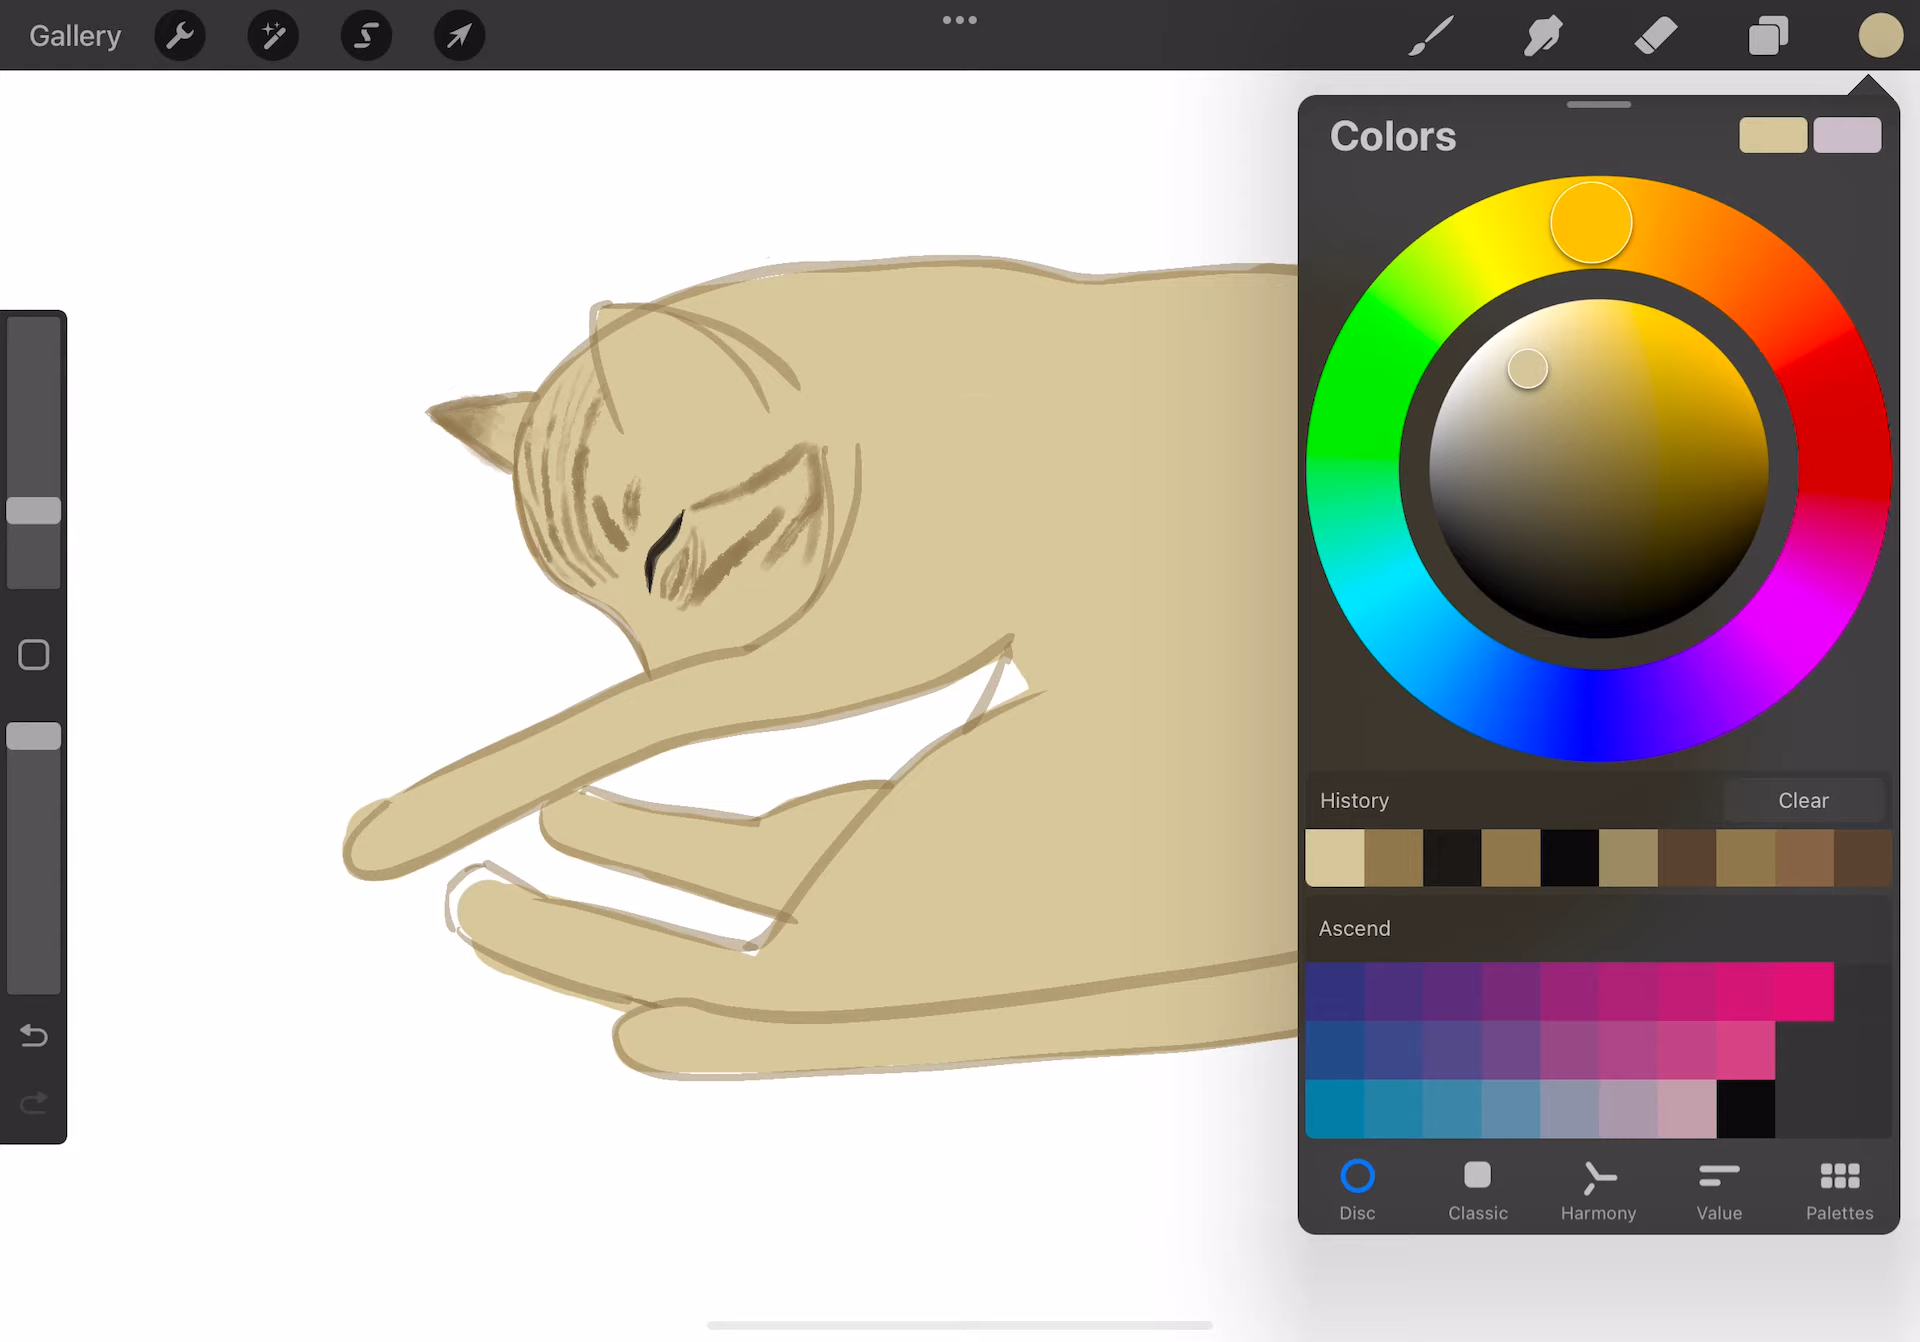 Gallery
Colors
History Clear
Ascend
Disc Classic Harmony Value Palettes